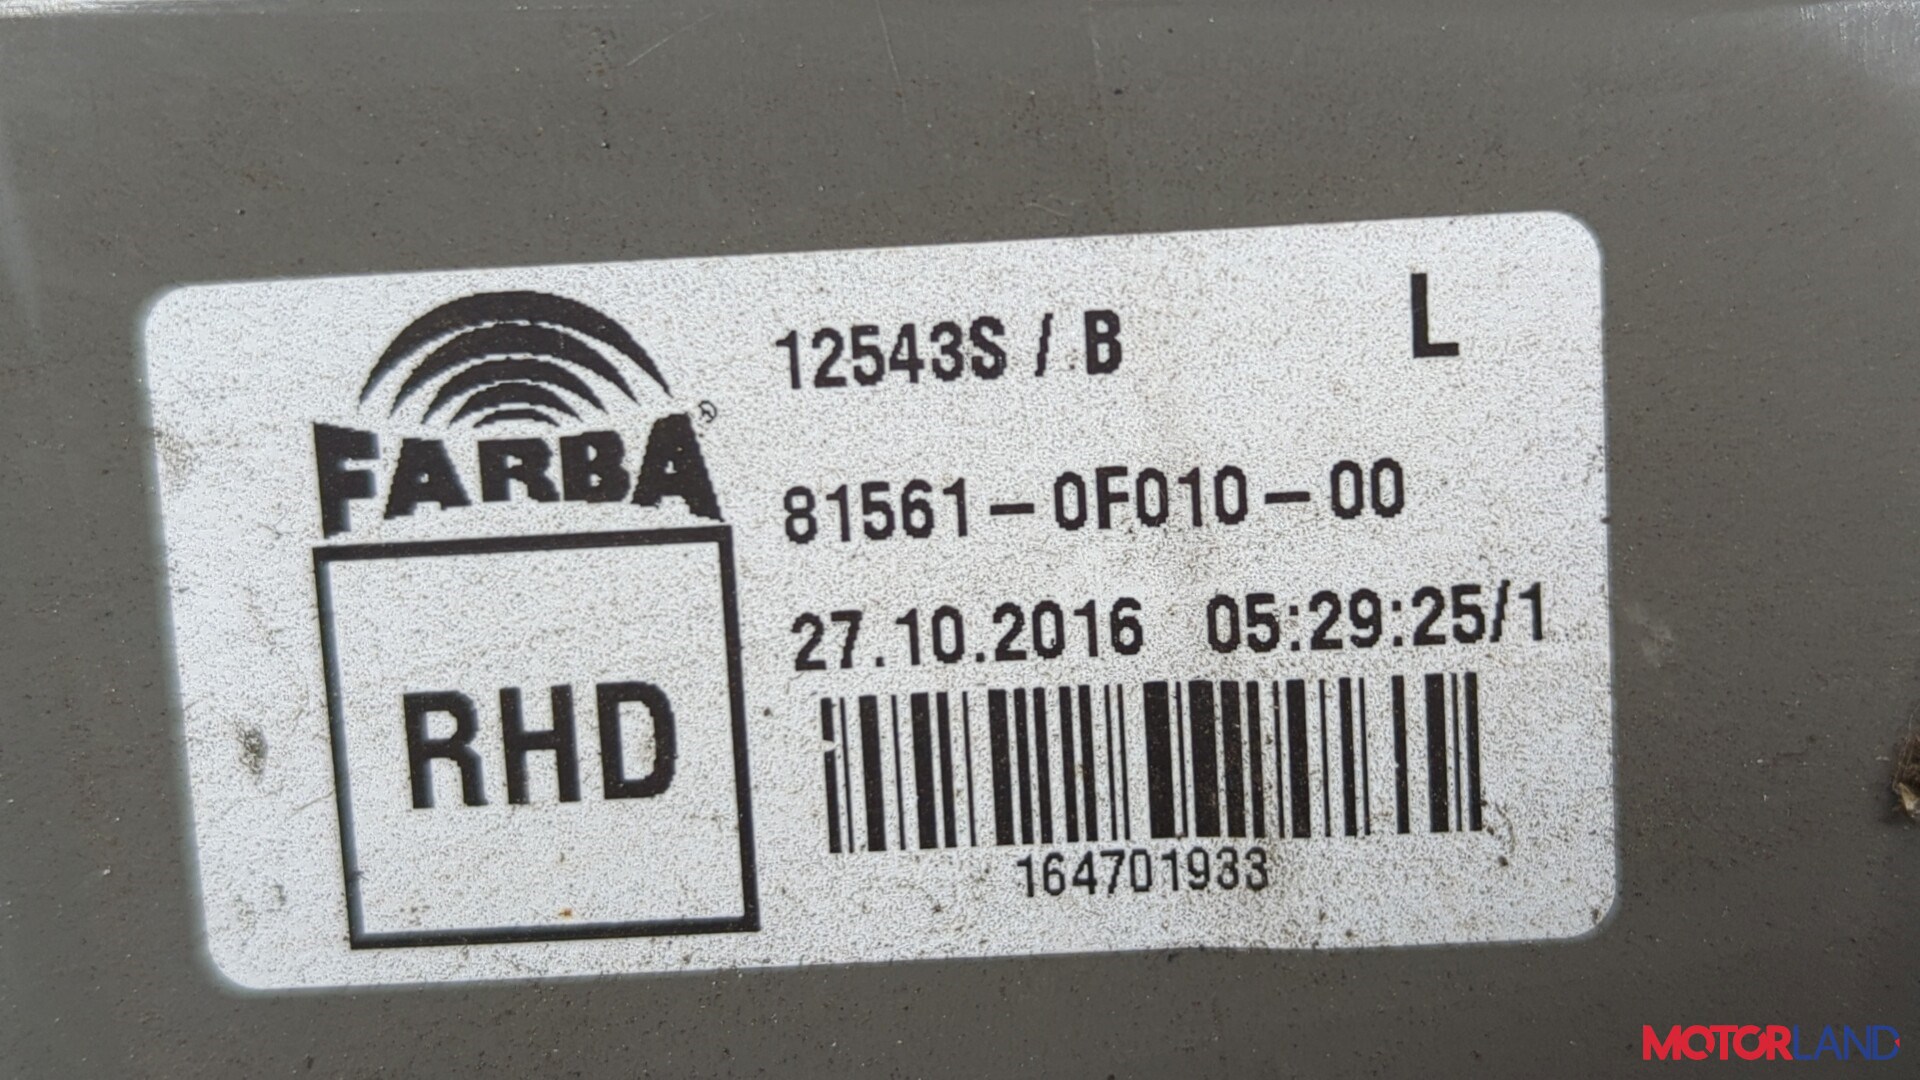 FARBA®
12543S / B L
81561-0F010-00
27.10.2016 05:29:25/1
RHD
164701933
MOTORLAND